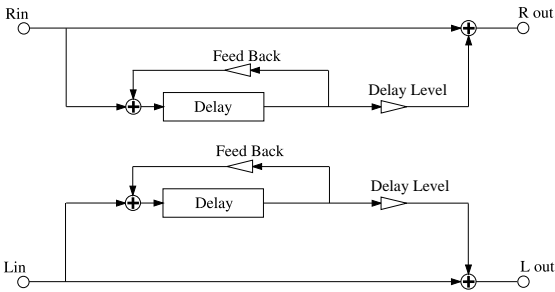 Rin
R out
Feed Back
Delay Level
Delay
Feed Back
Delay Level
Delay
Lin
L out